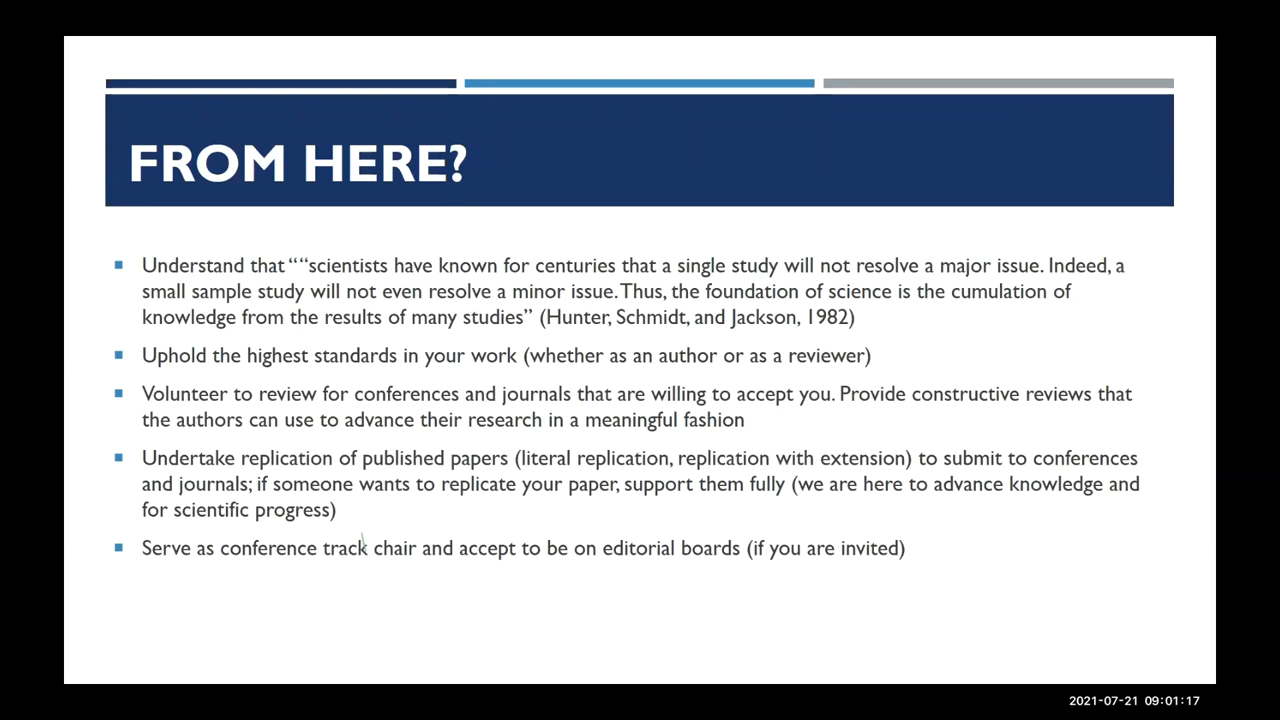 FROM HERE?
Understand that ““scientists have known for centuries that a single study will not resolve a major issue. Indeed, a
small sample study will not even resolve a minor issue. Thus, the foundation of science is the cumulation of
knowledge from the results of many studies” (Hunter, Schmidt, and Jackson, 1982)
Uphold the highest standards in your work (whether as an author or as a reviewer)
Volunteer to review for conferences and journals that are willing to accept you. Provide constructive reviews that
the authors can use to advance their research in a meaningful fashion
Undertake replication of published papers (literal replication, replication with extension) to submit to conferences
and journals; if someone wants to replicate your paper, support them fully (we are here to advance knowledge and
for scientific progress)
Serve as conference track chair and accept to be on editorial boards (if you are invited)
2021-07-21 09:01:17